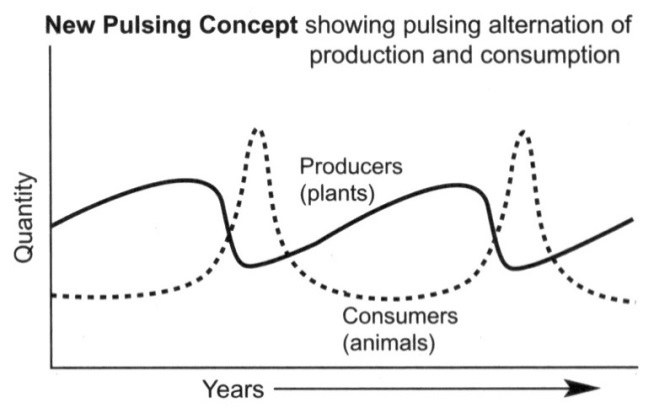 New Pulsing Concept showing pulsing alternation of
production and consumption
Quantity
Producers
(plants)
Consumers
(animals)
Years